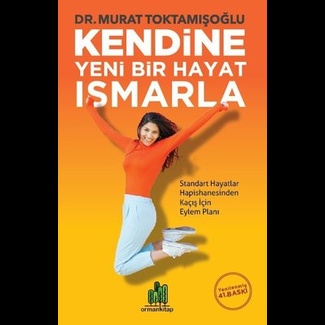 DR. MURAT TOKTAMIŞOĞLU
KENDİNE
YENİ BİR HAYAT
ISMARLA
Standart Hayatlar
Hapishanesinden
Kaçış İçin
Eylem Planı
Yenilenmiş
41. BASKI
ormankitap